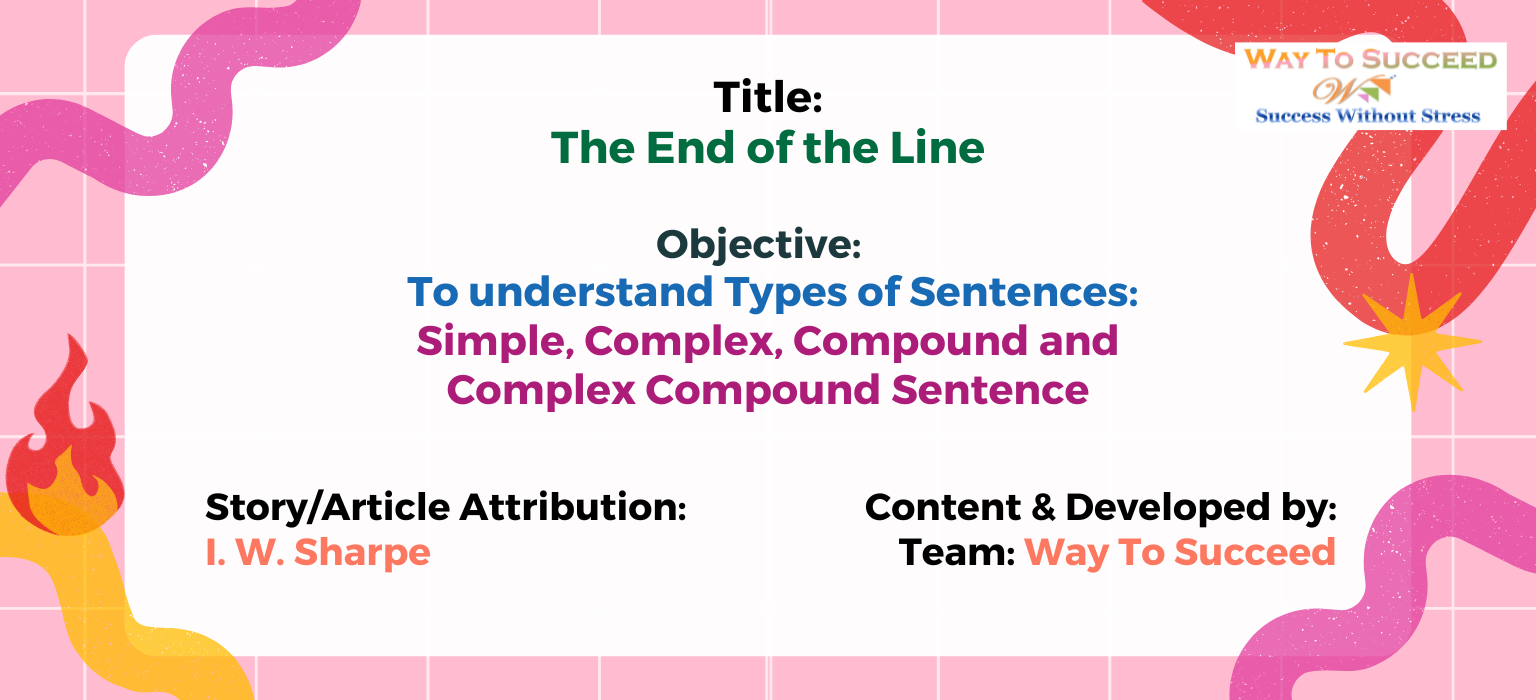 WAY TO SUCCEED
W
Success Without Stress
Title:
The End of the Line
Objective:
To understand Types of Sentences:
Simple, Complex, Compound and
Complex Compound Sentence
Story/Article Attribution:
I. W. Sharpe
Content & Developed by:
Team: Way To Succeed